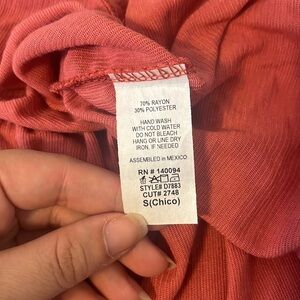 70% RAYON
30% POLYESTER
HAND WASH
WITH COLD WATER
DO NOT BLEACH
HANG OR LINE DRY
IRON, IF NEEDED
ASSEMBLED in MEXICO
RN # 140094
STYLE# D7883
CUT# 2748
S(Chico)